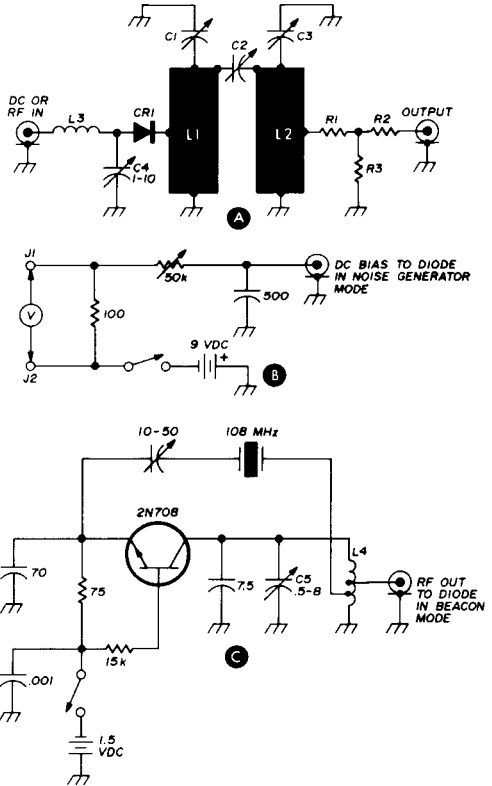 C1
C2
C3
DC OR
RF IN
L3
CR1
L1
L2
R1
R2
OUTPUT
C4
1-10
R3
A
J1
50k
DC BIAS TO DIODE
IN NOISE GENERATOR
MODE
V
100
500
9 VDC
+
J2
B
10-50
108 MHz
2N708
L4
70
75
7.5
C5
.5-8
RF OUT
TO DIODE
IN BEACON
MODE
15k
C
.001
1.5
VDC